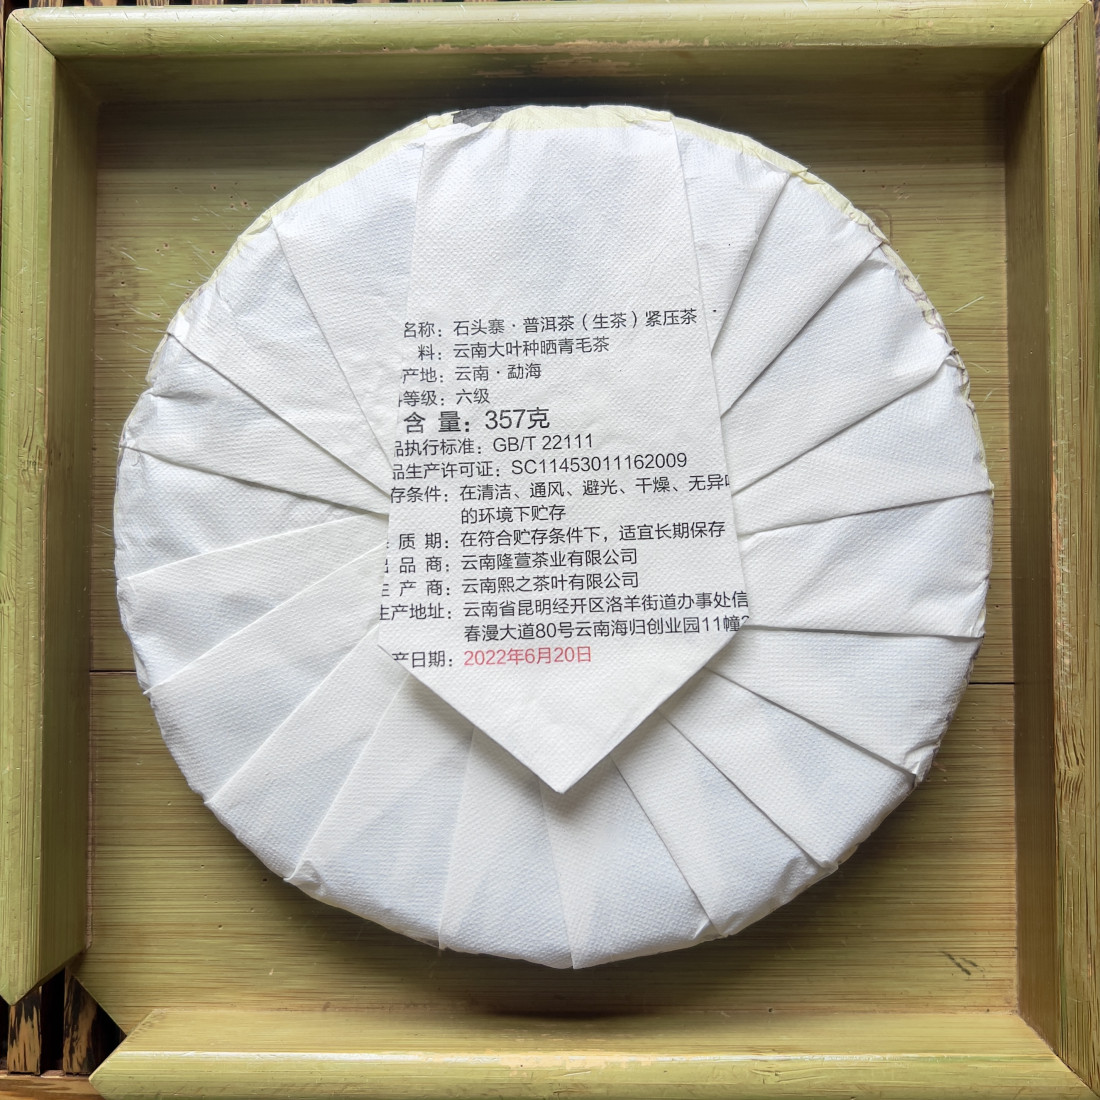 名称：石头寨·普洱茶（生茶）紧压茶
料：云南大叶种晒青毛茶
产地：云南·勐海
等级：六级
含 量：357克
品执行标准：GB/T 22111
品生产许可证：SC11453011162009
存条件：在清洁、通风、避光、干燥、无异
的环境下贮存
质 期：在符合贮存条件下，适宜长期保存
品 商：云南隆萱茶业有限公司
生 产 商：云南熙之茶叶有限公司
生产地址：云南省昆明经开区洛羊街道办事处信
春漫大道80号云南海归创业园11幢
产日期：2022年6月20日